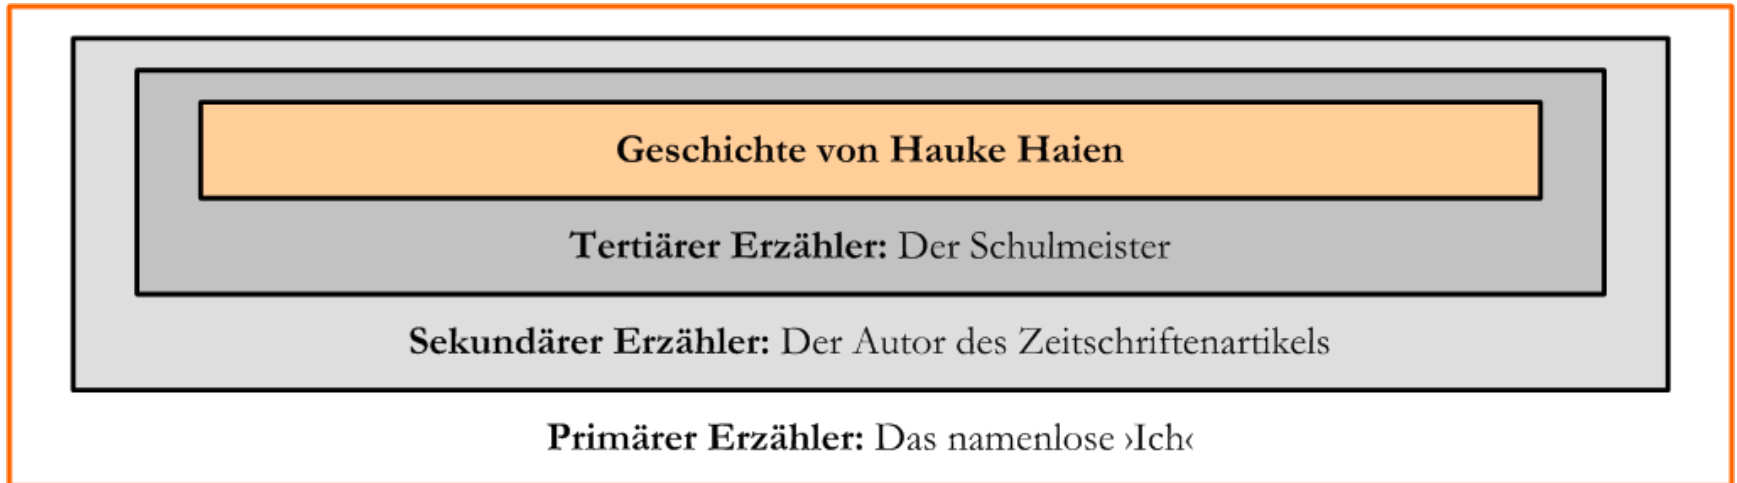 Geschichte von Hauke Haien
Tertiärer Erzähler: Der Schulmeister
Sekundärer Erzähler: Der Autor des Zeitschriftenartikels
Primärer Erzähler: Das namenlose ›Ich‹